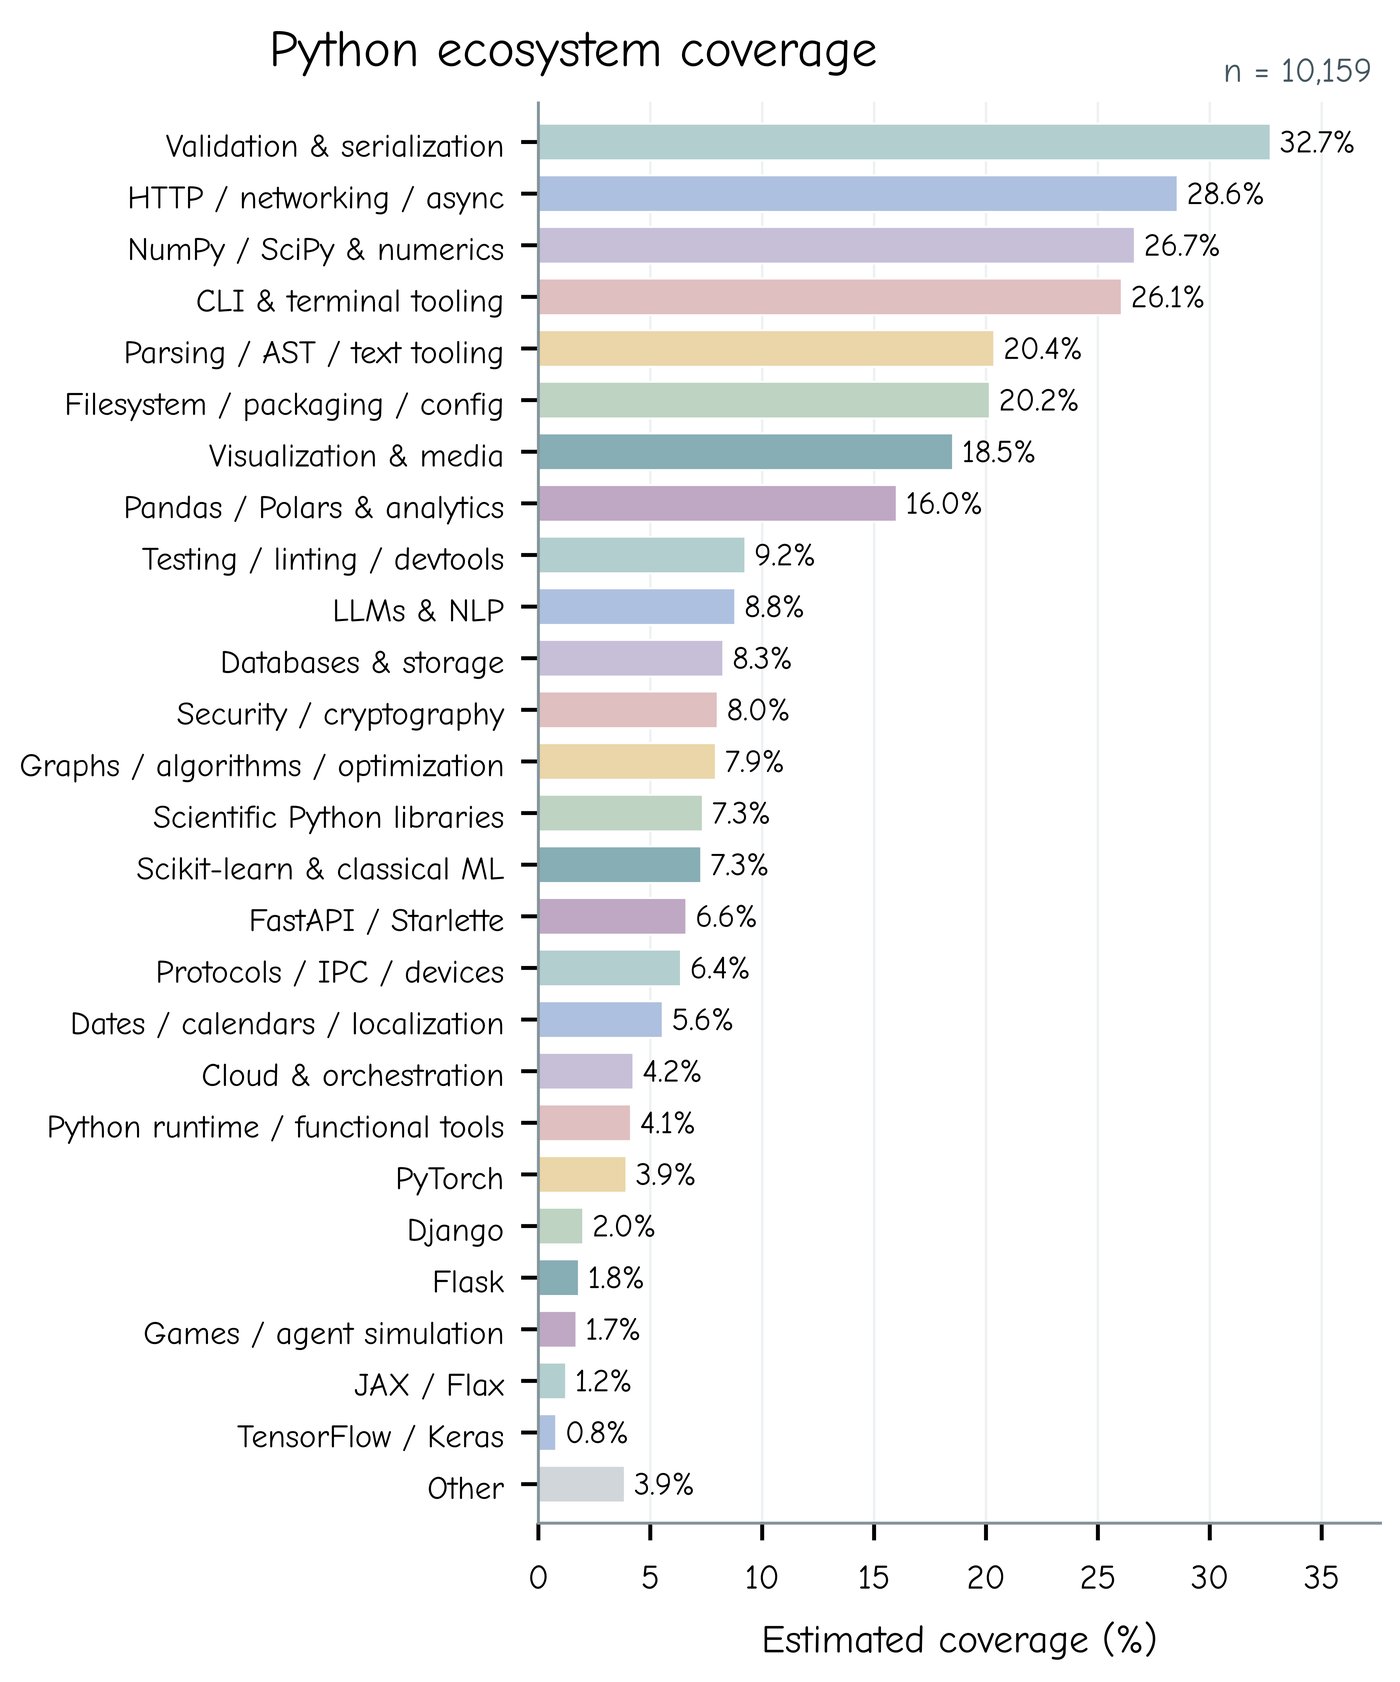 Python ecosystem coverage
n = 10,159
Validation & serialization 32.7%
HTTP / networking / async 28.6%
NumPy / SciPy & numerics 26.7%
CLI & terminal tooling 26.1%
Parsing / AST / text tooling 20.4%
Filesystem / packaging / config 20.2%
Visualization & media 18.5%
Pandas / Polars & analytics 16.0%
Testing / linting / devtools 9.2%
LLMs & NLP 8.8%
Databases & storage 8.3%
Security / cryptography 8.0%
Graphs / algorithms / optimization 7.9%
Scientific Python libraries 7.3%
Scikit-learn & classical ML 7.3%
FastAPI / Starlette 6.6%
Protocols / IPC / devices 6.4%
Dates / calendars / localization 5.6%
Cloud & orchestration 4.2%
Python runtime / functional tools 4.1%
PyTorch 3.9%
Django 2.0%
Flask 1.8%
Games / agent simulation 1.7%
JAX / Flax 1.2%
TensorFlow / Keras 0.8%
Other 3.9%
0 5 10 15 20 25 30 35
Estimated coverage (%)